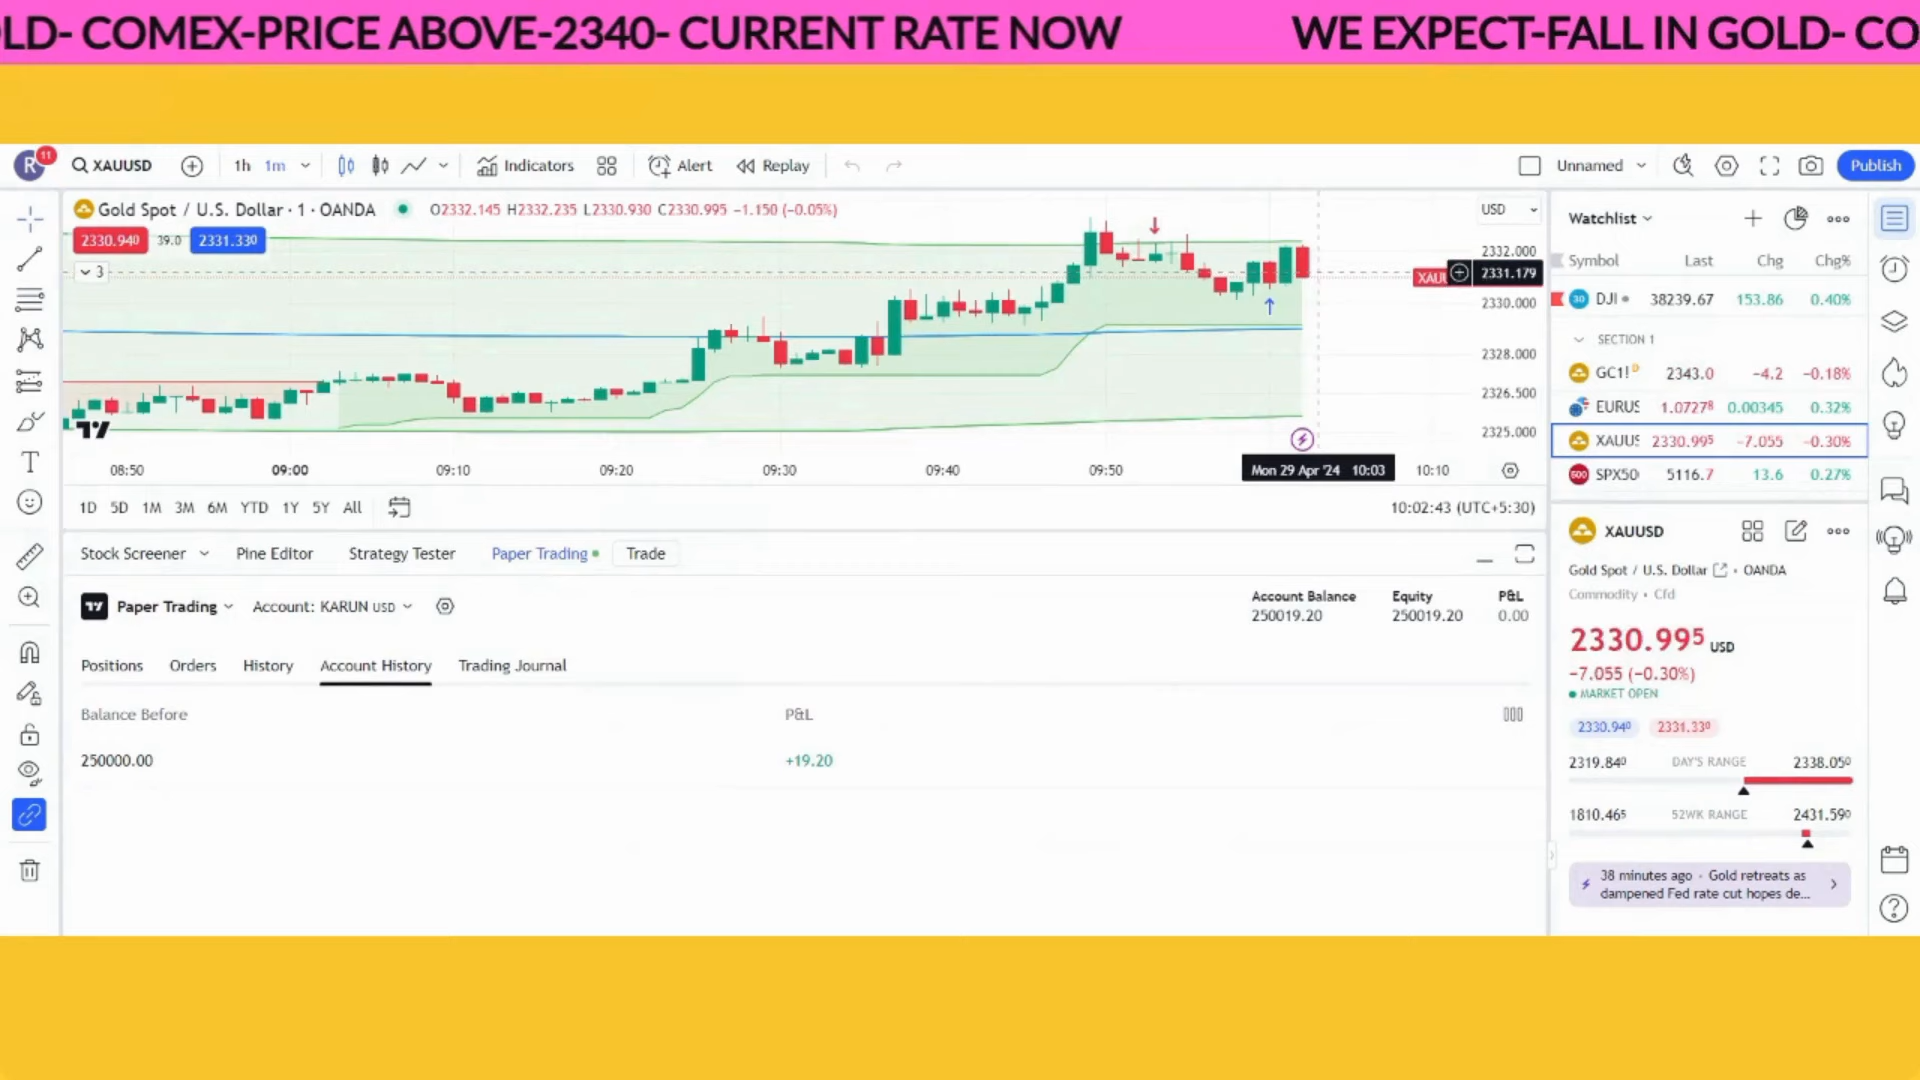 LD- COMEX-PRICE ABOVE-2340- CURRENT RATE NOW WE EXPECT-FALL IN GOLD- CO
R 11 XAUUSD 1h 1m Indicators Alert Replay Unnamed Publish
Gold Spot / U.S. Dollar · 1 · OANDA O2332.145 H2332.235 L2330.930 C2330.995 −1.150 (−0.05%) USD
2330.940 39.0 2331.330
3
2332.000
XAUU 2331.179
2330.000
2328.000
2326.500
2325.000
08:50 09:00 09:10 09:20 09:30 09:40 09:50 Mon 29 Apr '24 10:03 10:10
1D 5D 1M 3M 6M YTD 1Y 5Y All 10:02:43 (UTC+5:30)
Stock Screener Pine Editor Strategy Tester Paper Trading Trade
Paper Trading Account: KARUN USD
Account Balance Equity P&L
250019.20 250019.20 0.00
Positions Orders History Account History Trading Journal
Balance Before P&L
250000.00 +19.20
Watchlist
Symbol Last Chg Chg%
30 DJI 38239.67 153.86 0.40%
SECTION 1
GC1! D 2343.0 −4.2 −0.18%
EURUS 1.07278 0.00345 0.32%
XAUUS 2330.995 −7.055 −0.30%
500 SPX50 5116.7 13.6 0.27%
XAUUSD
Gold Spot / U.S. Dollar • OANDA
Commodity • Cfd
2330.995 USD
−7.055 (−0.30%)
MARKET OPEN
2330.940 2331.330
2319.840 DAY'S RANGE 2338.050
1810.465 52WK RANGE 2431.590
38 minutes ago · Gold retreats as
dampened Fed rate cut hopes de...